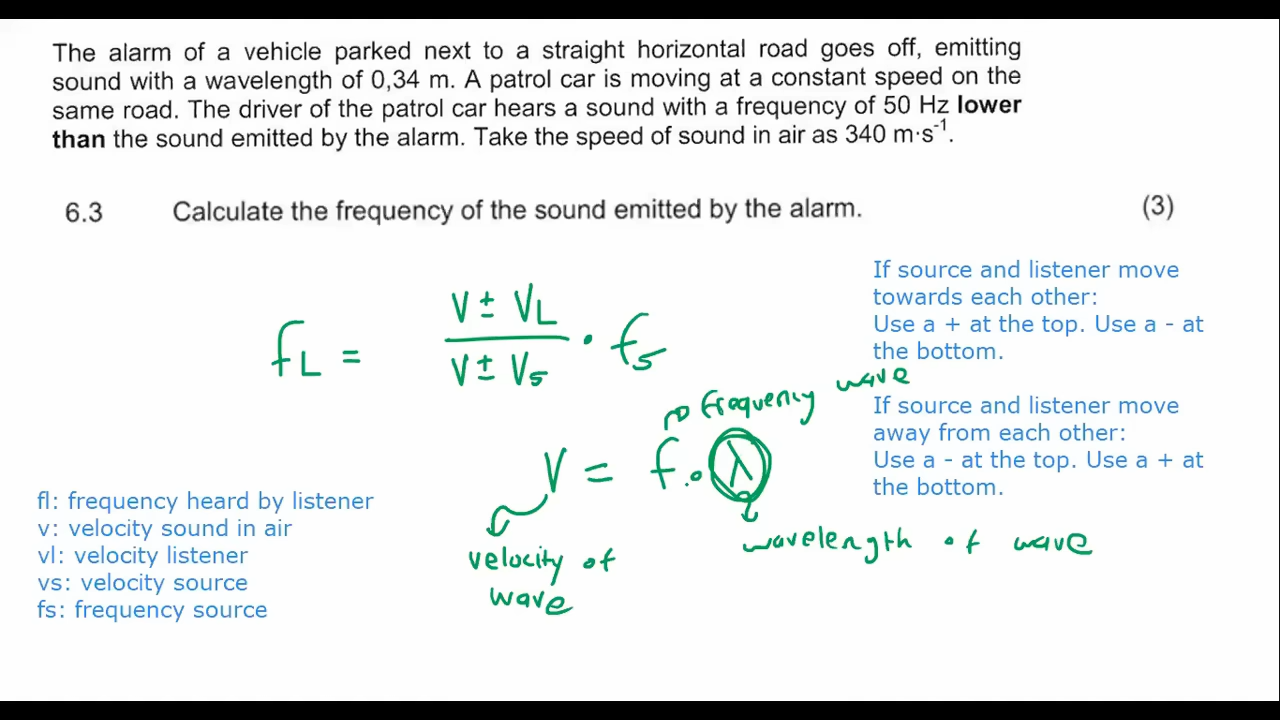 The alarm of a vehicle parked next to a straight horizontal road goes off, emitting
sound with a wavelength of 0,34 m. A patrol car is moving at a constant speed on the
same road. The driver of the patrol car hears a sound with a frequency of 50 Hz lower
than the sound emitted by the alarm. Take the speed of sound in air as 340 m·s⁻¹.
6.3 Calculate the frequency of the sound emitted by the alarm. (3)
fL = (V ± VL)/(V ± Vs) · fs
If source and listener move
towards each other:
Use a + at the top. Use a - at
the bottom.
If source and listener move
away from each other:
Use a - at the top. Use a + at
the bottom.
frequency wave
V = f · λ
velocity of
wave
wavelength of wave
fl: frequency heard by listener
v: velocity sound in air
vl: velocity listener
vs: velocity source
fs: frequency source